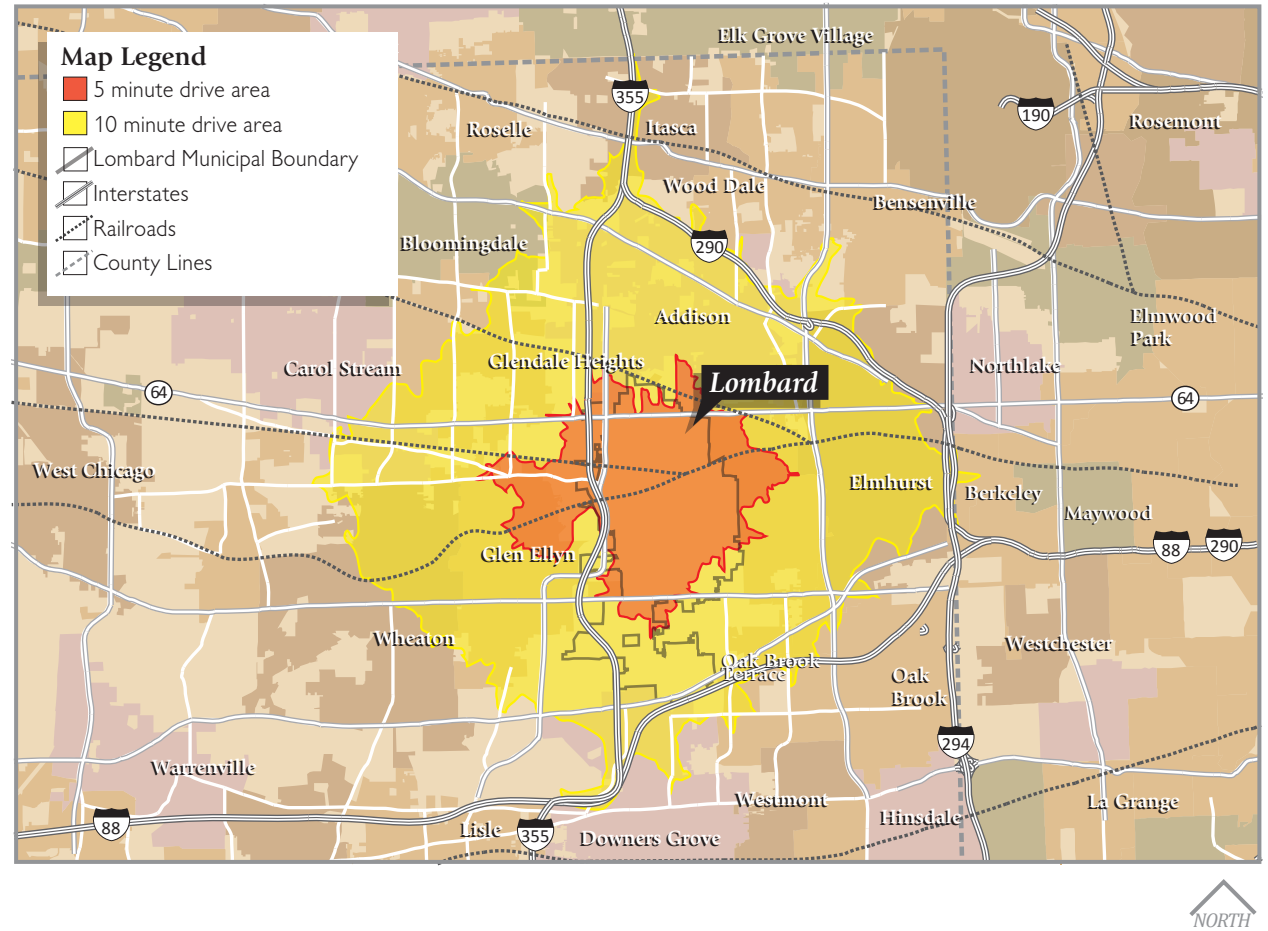 Map Legend
5 minute drive area
10 minute drive area
Lombard Municipal Boundary
Interstates
Railroads
County Lines
Elk Grove Village
355
190
Rosemont
Roselle
Itasca
Wood Dale
Bensenville
Bloomingdale
290
Addison
Elmwood
Park
Glendale Heights
Carol Stream
Northlake
Lombard
64
64
West Chicago
Elmhurst
Berkeley
Maywood
Glen Ellyn
88
290
Wheaton
Westchester
Oak Brook
Terrace
Oak
Brook
294
Warrenville
Westmont
La Grange
Hinsdale
88
Lisle
355
Downers Grove
NORTH